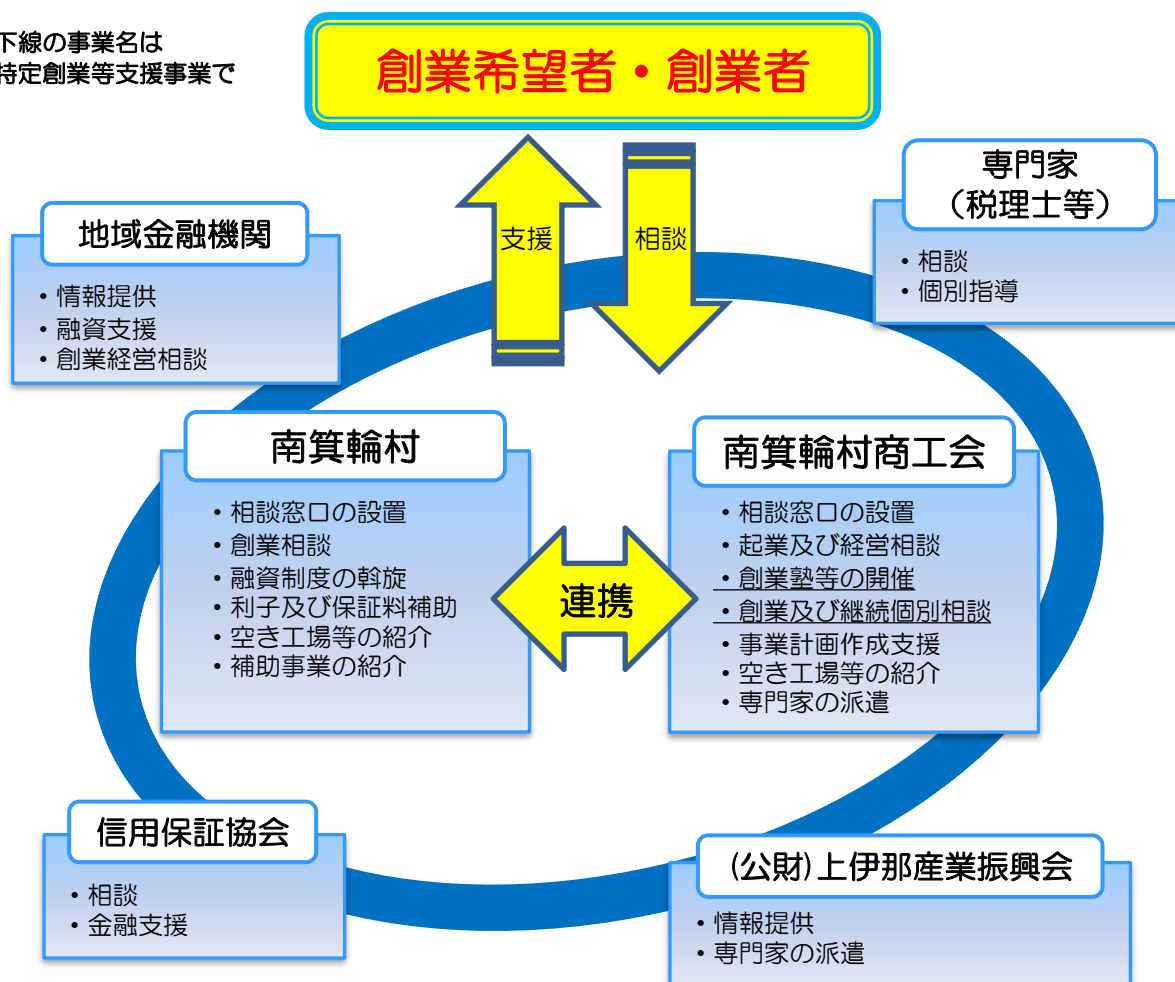 下線の事業名は
特定創業等支援事業で
創業希望者・創業者
支援
相談
専門家
（税理士等）
・相談
・個別指導
地域金融機関
・情報提供
・融資支援
・創業経営相談
南箕輪村
・相談窓口の設置
・創業相談
・融資制度の斡旋
・利子及び保証料補助
・空き工場等の紹介
・補助事業の紹介
連携
南箕輪村商工会
・相談窓口の設置
・起業及び経営相談
・創業塾等の開催
・創業及び継続個別相談
・事業計画作成支援
・空き工場等の紹介
・専門家の派遣
信用保証協会
・相談
・金融支援
(公財)上伊那産業振興会
・情報提供
・専門家の派遣